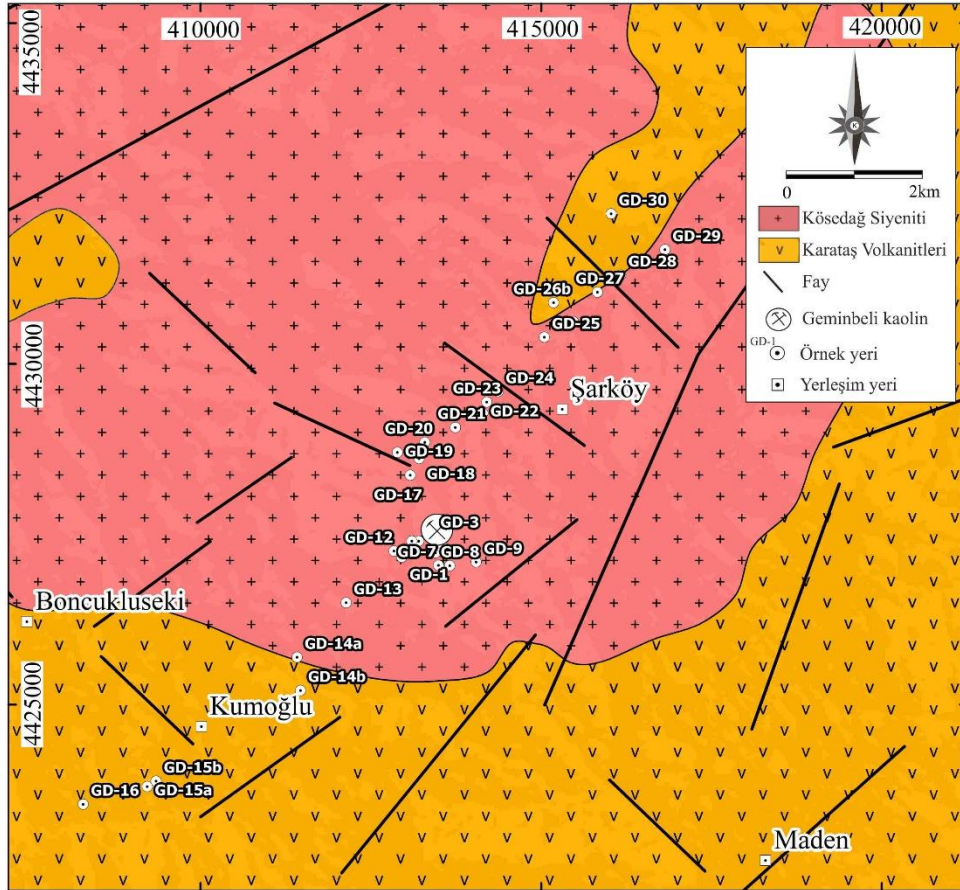 410000
415000
420000
4435000
4430000
4425000
K
0
2km
Kösedağ Siyeniti
Karataş Volkanitleri
Fay
Geminbeli kaolin
GD-1
Örnek yeri
Yerleşim yeri
GD-30
GD-29
GD-28
GD-27
GD-26b
GD-25
GD-24
GD-23
Şarköy
GD-22
GD-21
GD-20
GD-19
GD-18
GD-17
GD-3
GD-12
GD-7
GD-8
GD-9
GD-1
GD-13
Boncukluseki
GD-14a
GD-14b
Kumoğlu
GD-15b
GD-16
GD-15a
Maden